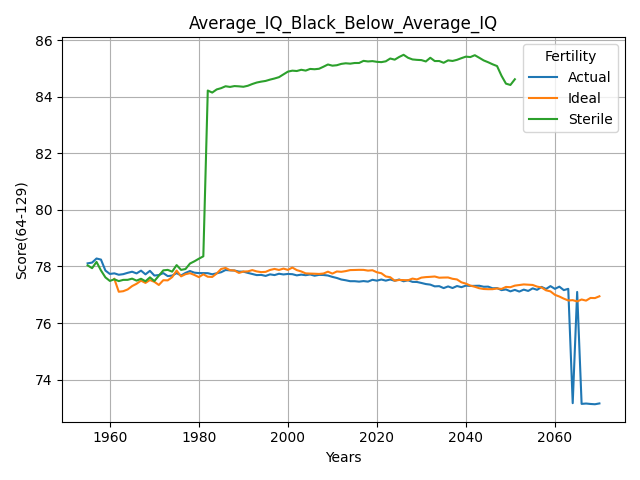 Average_IQ_Black_Below_Average_IQ
86
84
82
80
78
76
74
Score(64-129)
Fertility
Actual
Ideal
Sterile
1960 1980 2000 2020 2040 2060
Years